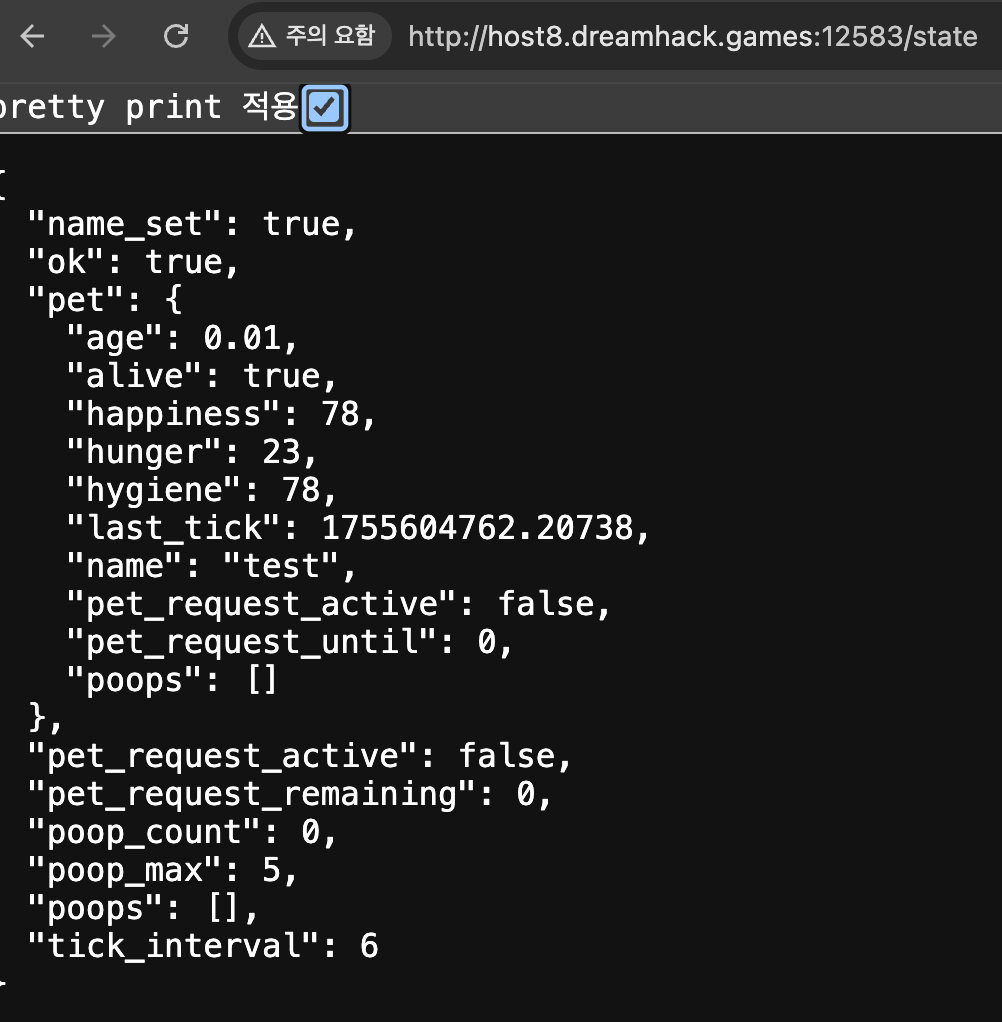 주의 요함 http://host8.dreamhack.games:12583/state
pretty print 적용
{
"name_set": true,
"ok": true,
"pet": {
"age": 0.01,
"alive": true,
"happiness": 78,
"hunger": 23,
"hygiene": 78,
"last_tick": 1755604762.20738,
"name": "test",
"pet_request_active": false,
"pet_request_until": 0,
"poops": []
},
"pet_request_active": false,
"pet_request_remaining": 0,
"poop_count": 0,
"poop_max": 5,
"poops": [],
"tick_interval": 6
}